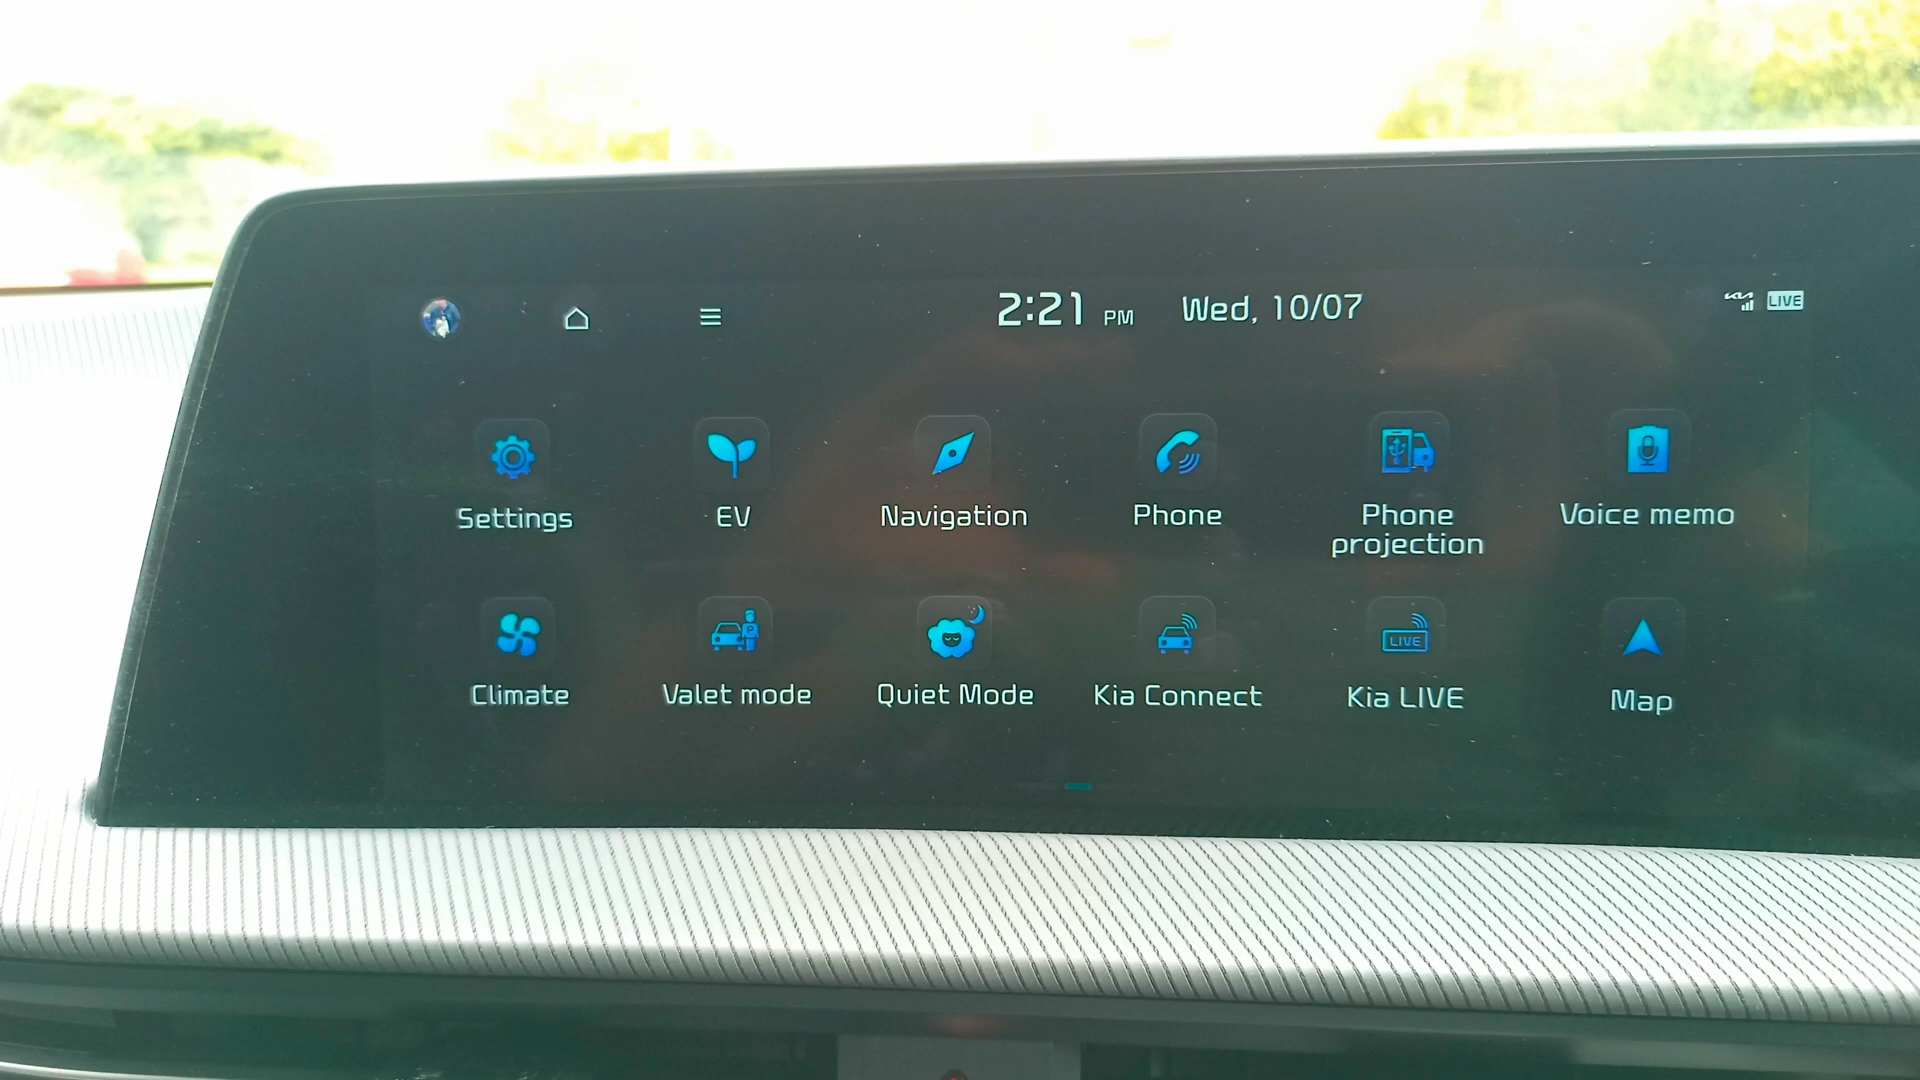 2:21 PM Wed, 10/07 LIVE
Settings EV Navigation Phone Phone projection Voice memo
P LIVE
Climate Valet mode Quiet Mode Kia Connect Kia LIVE Map